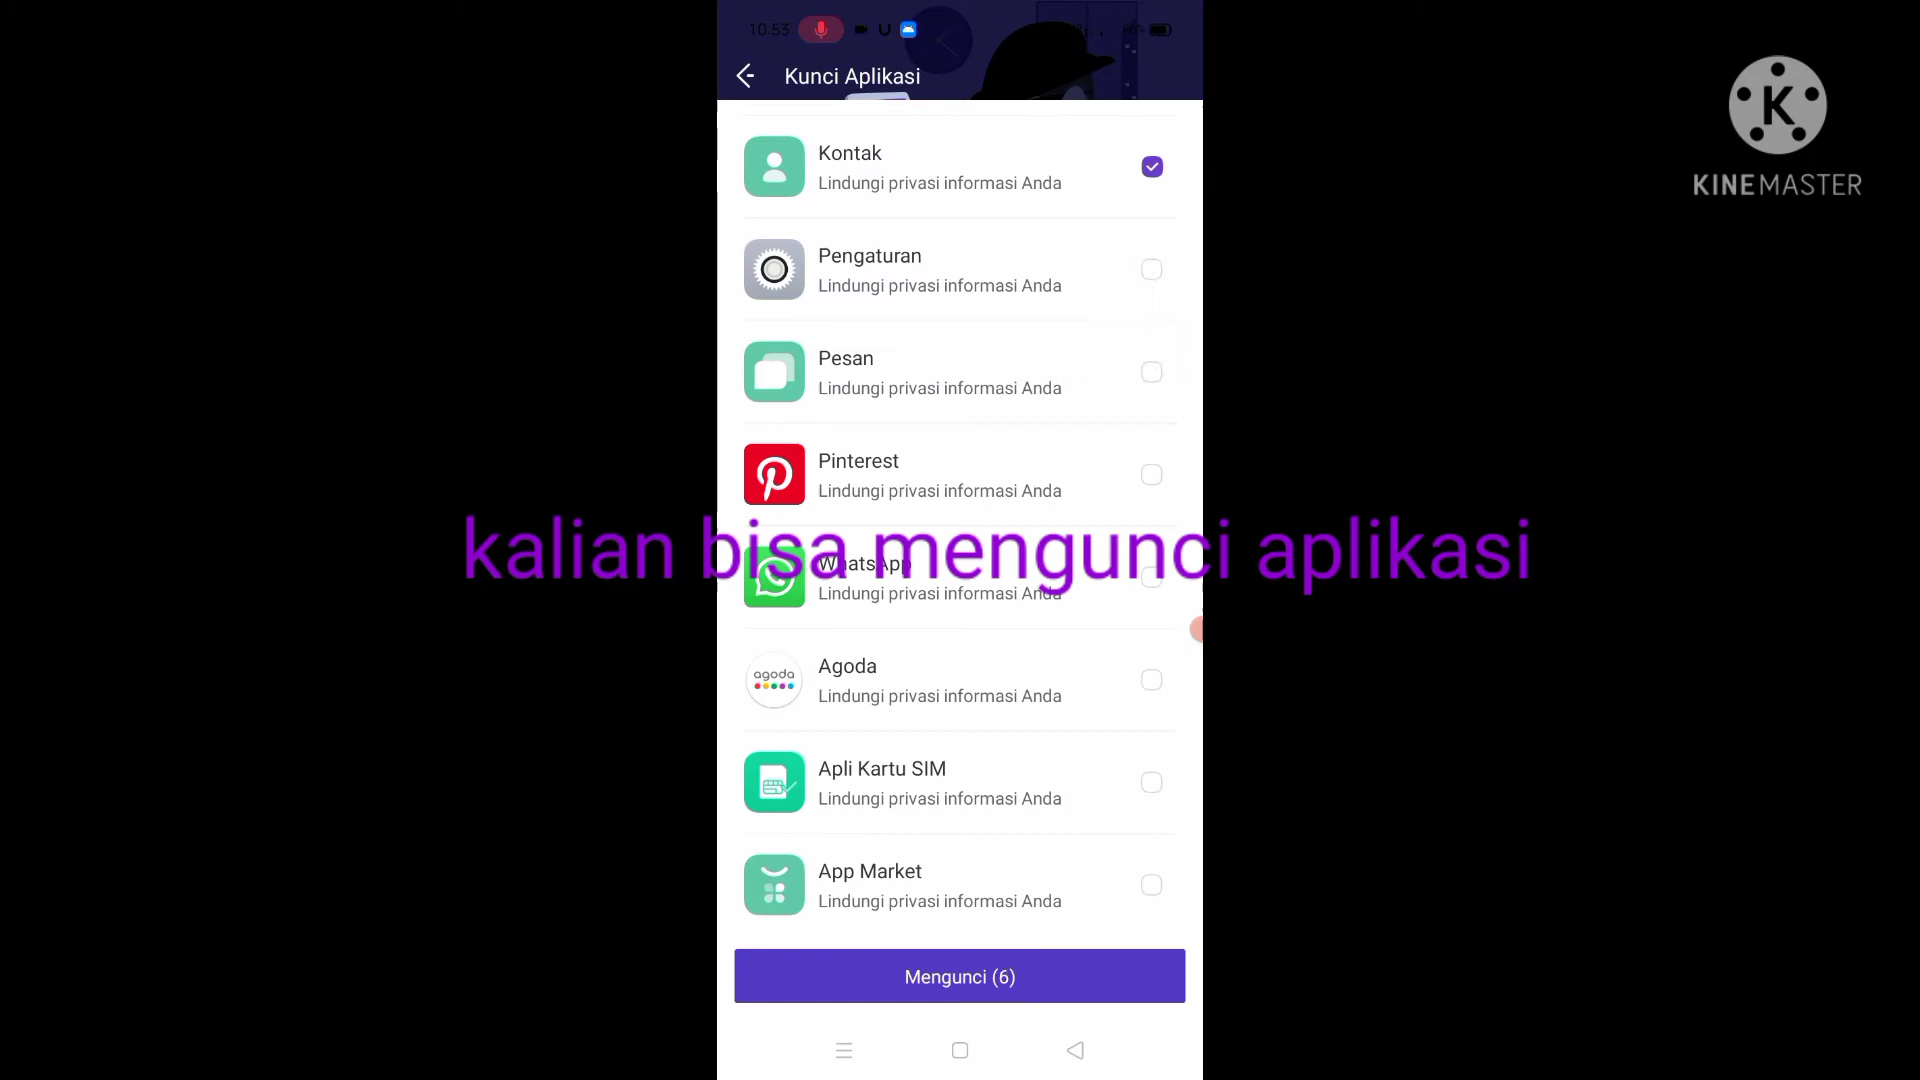 10.53
Kunci Aplikasi
Kontak
Lindungi privasi informasi Anda
Pengaturan
Lindungi privasi informasi Anda
Pesan
Lindungi privasi informasi Anda
Pinterest
Lindungi privasi informasi Anda
kalian bisa mengunci aplikasi
WhatsApp
Lindungi privasi informasi Anda
agoda
Agoda
Lindungi privasi informasi Anda
Apli Kartu SIM
Lindungi privasi informasi Anda
App Market
Lindungi privasi informasi Anda
Mengunci (6)
K
KINEMASTER